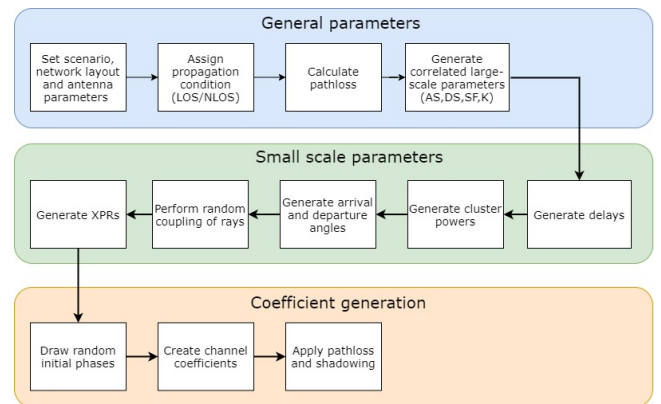 General parameters
Set scenario,
network layout
and antenna
parameters
Assign
propagation
condition
(LOS/NLOS)
Calculate
pathloss
Generate
correlated large-
scale parameters
(AS,DS,SF,K)
Small scale parameters
Generate XPRs
Perform random
coupling of rays
Generate arrival
and departure
angles
Generate cluster
powers
Generate delays
Coefficient generation
Draw random
initial phases
Create channel
coefficients
Apply pathloss
and shadowing